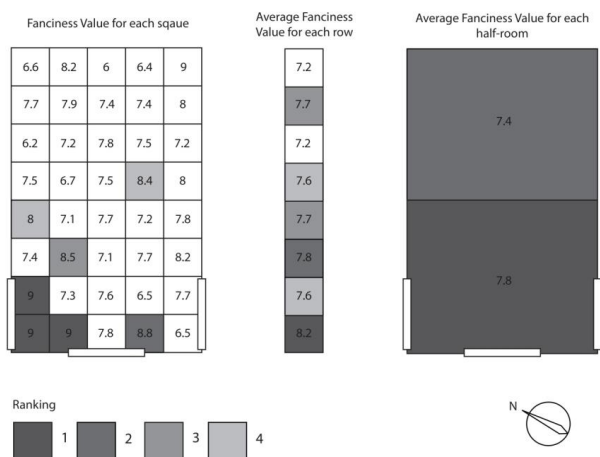 Fanciness Value for each sqaue
Average Fanciness
Value for each row
Average Fanciness Value for each
half-room
6.6 8.2 6 6.4 9
7.7 7.9 7.4 7.4 8
6.2 7.2 7.8 7.5 7.2
7.5 6.7 7.5 8.4 8
8 7.1 7.7 7.2 7.8
7.4 8.5 7.1 7.7 8.2
9 7.3 7.6 6.5 7.7
9 9 7.8 8.8 6.5
7.2
7.7
7.2
7.6
7.7
7.8
7.6
8.2
7.4
7.8
Ranking
1 2 3 4
N